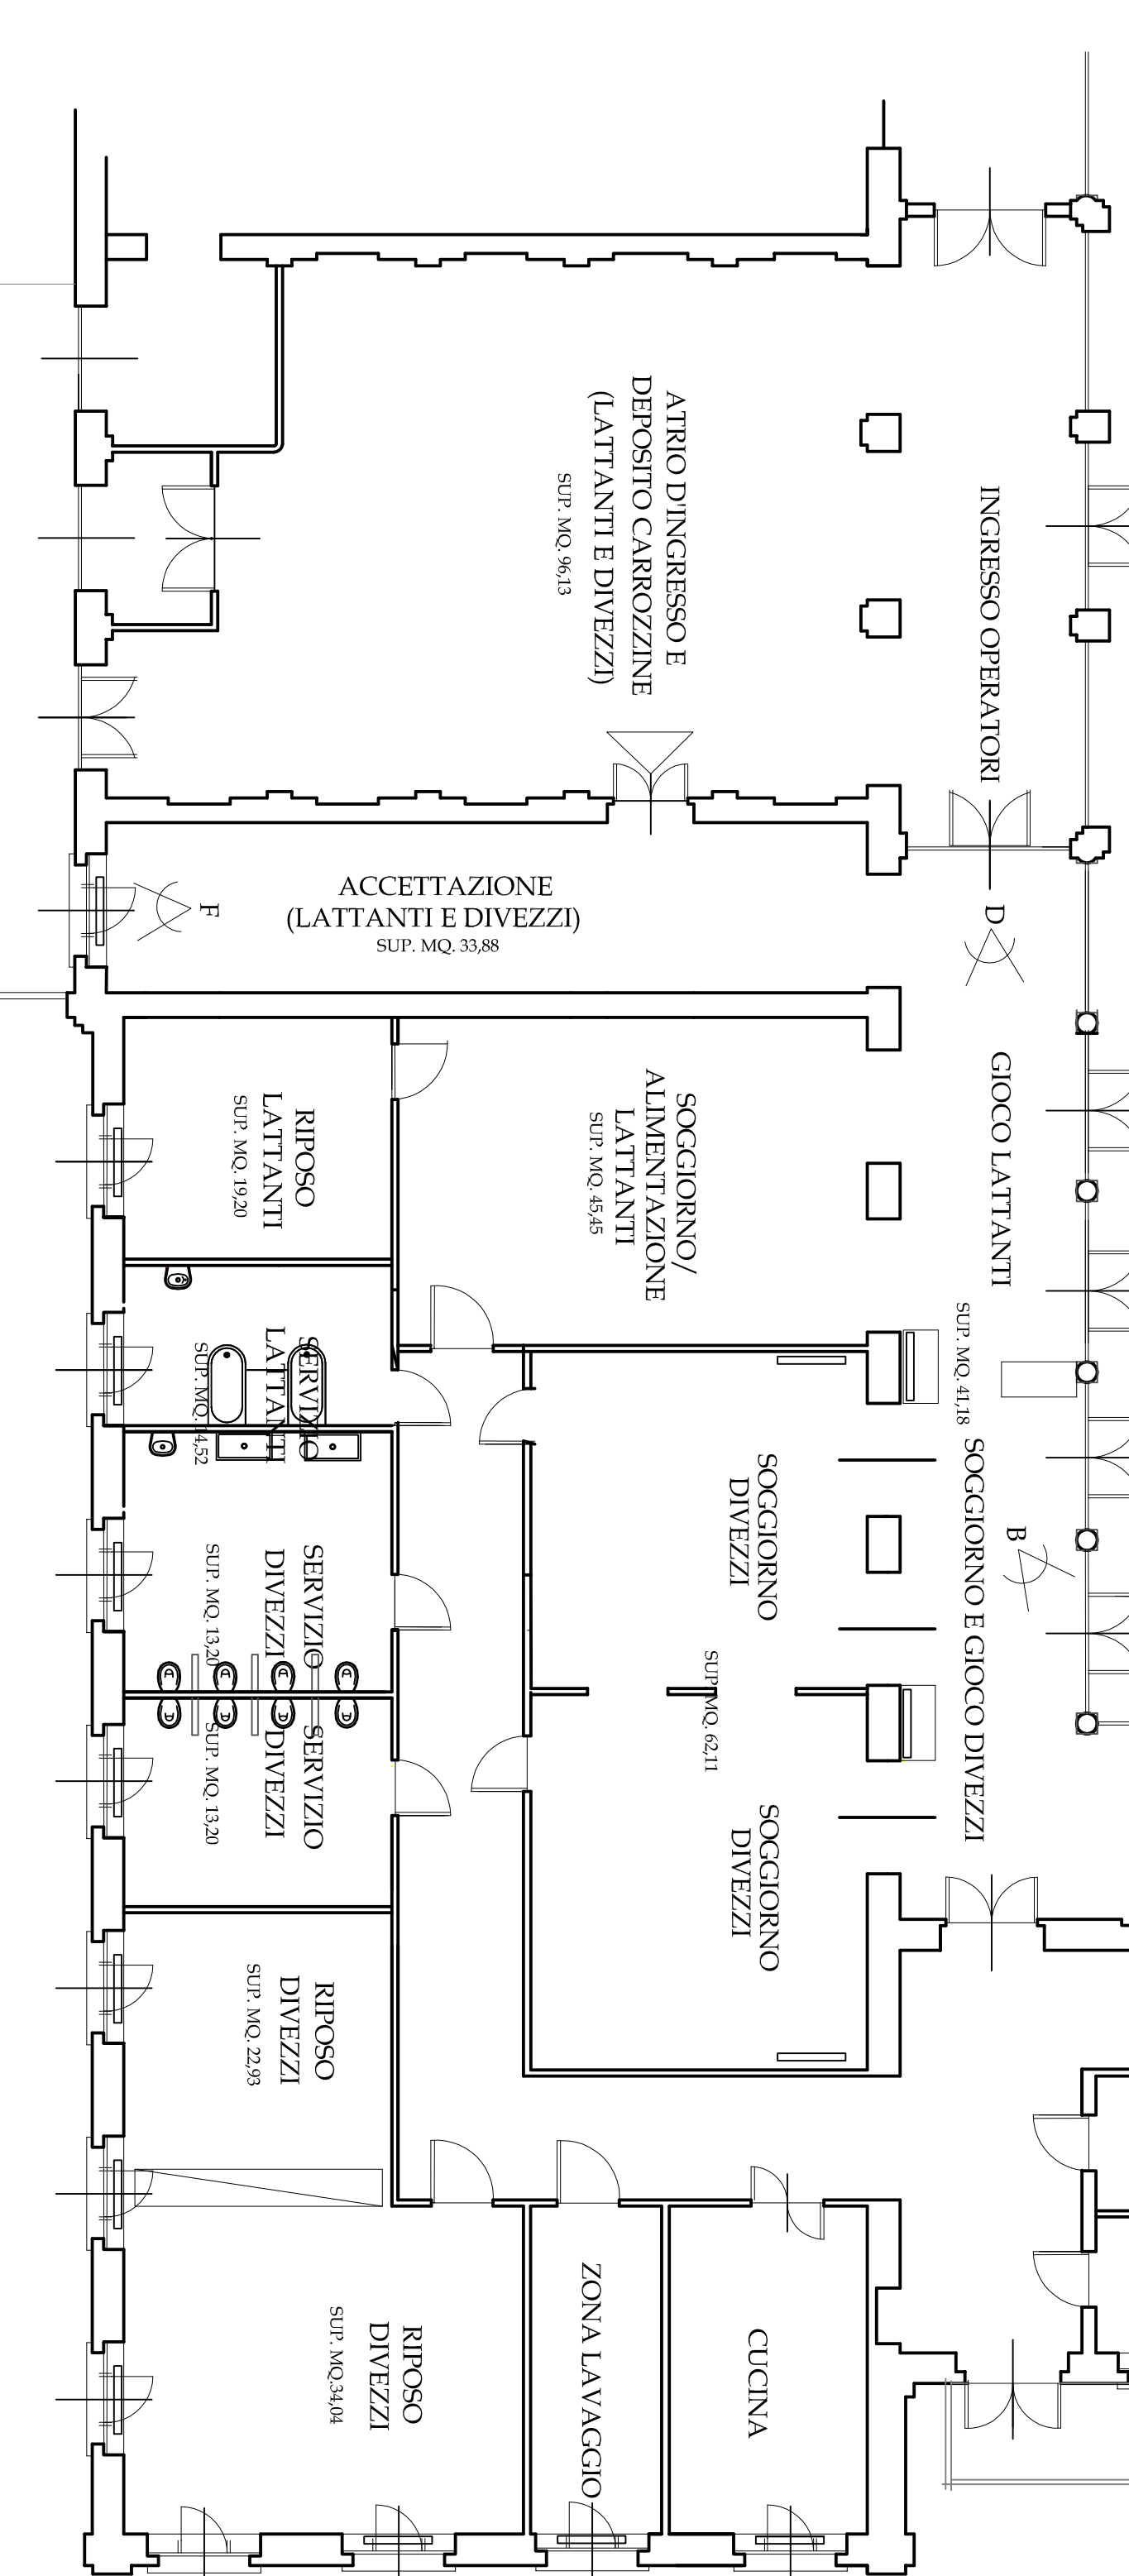 ATRIO D'INGRESSO E
DEPOSITO CARROZZINE
(LATTANTI E DIVEZZI)
SUP. MQ. 96,13
INGRESSO OPERATORI
ACCETTAZIONE
(LATTANTI E DIVEZZI)
SUP. MQ. 33,88
F
D
GIOCO LATTANTI
SUP. MQ. 41,18
SOGGIORNO/
ALIMENTAZIONE
LATTANTI
SUP. MQ. 45,45
RIPOSO
LATTANTI
SUP. MQ. 19,20
SERVIZIO
LATTANTI
SUP. MQ. 14,52
SOGGIORNO
DIVEZZI
SUP. MQ. 62,11
SOGGIORNO E GIOCO DIVEZZI
B
SERVIZIO
DIVEZZI
SUP. MQ. 13,20
SERVIZIO
DIVEZZI
SUP. MQ. 13,20
SOGGIORNO
DIVEZZI
RIPOSO
DIVEZZI
SUP. MQ. 22,93
RIPOSO
DIVEZZI
SUP. MQ.34,04
ZONA LAVAGGIO
CUCINA